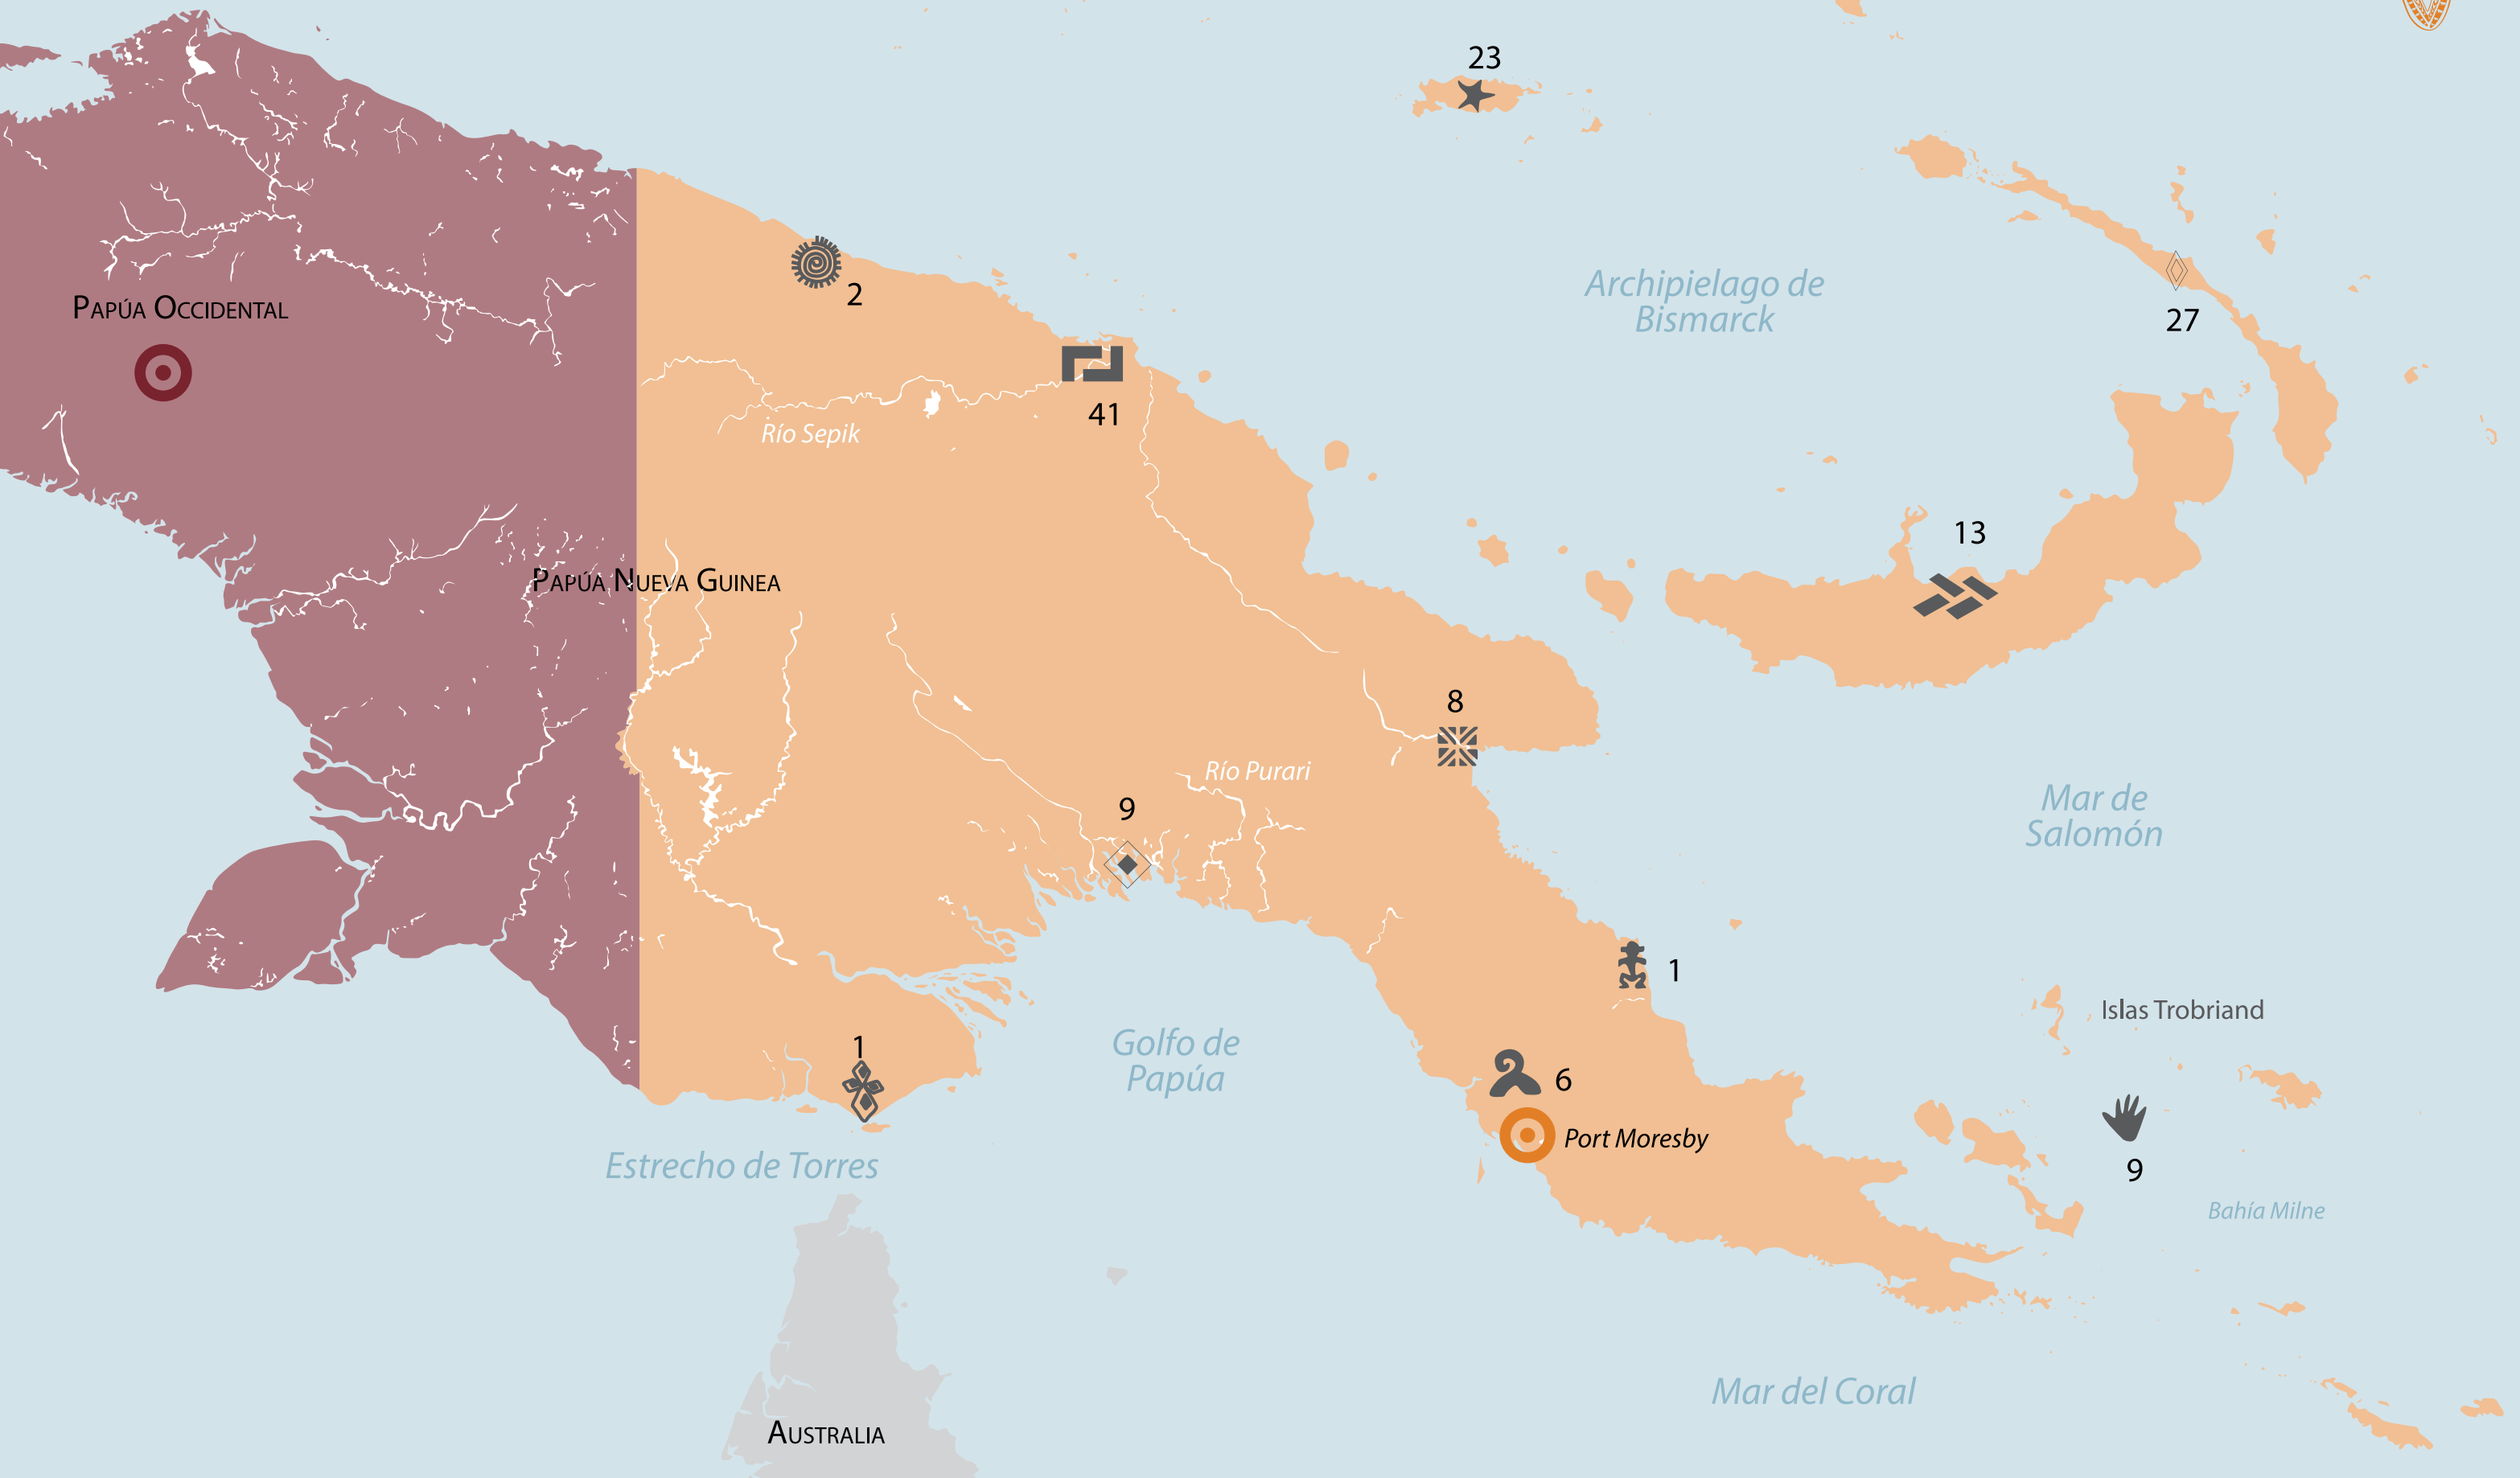 23
Papúa Occidental
2
Archipielago de
Bismarck
27
41
Río Sepik
13
Papúa Nueva Guinea
8
Río Purari
9
Mar de
Salomón
1
Islas Trobriand
Golfo de
Papúa
1
6
Port Moresby
9
Bahía Milne
Estrecho de Torres
Mar del Coral
Australia